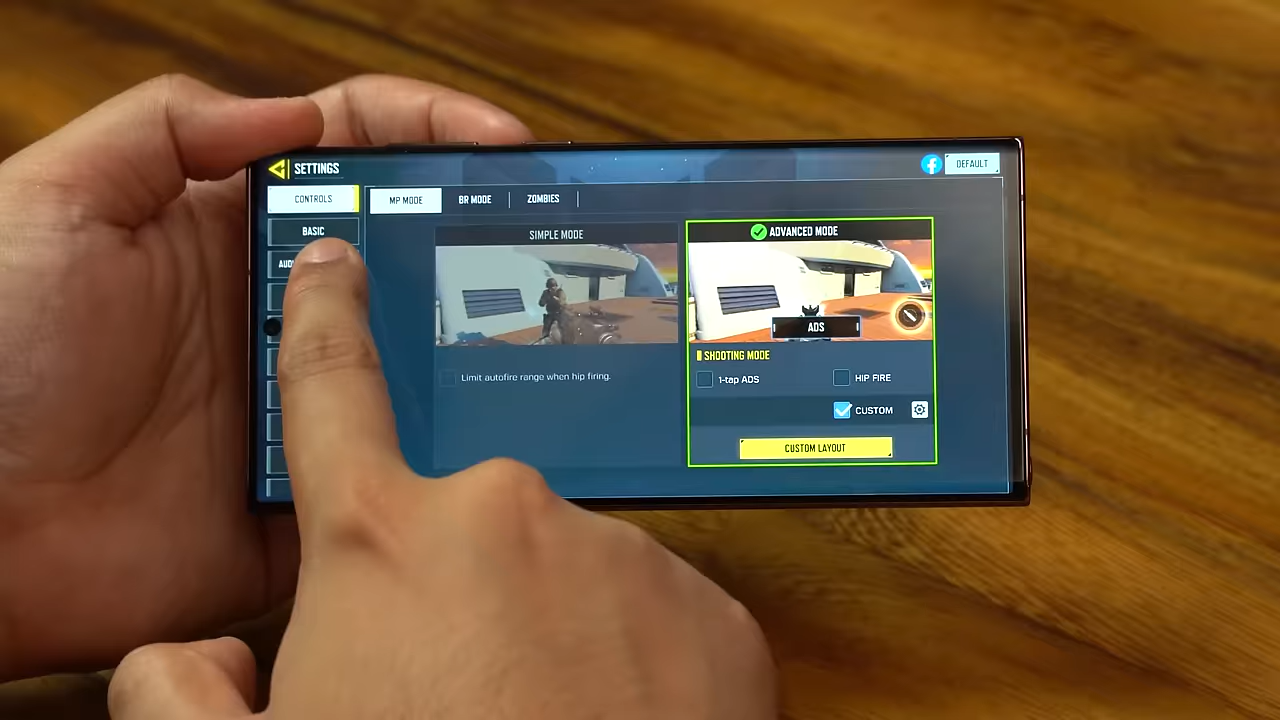 SETTINGS
DEFAULT
CONTROLS
MP MODE
BR MODE
ZOMBIES
BASIC
SIMPLE MODE
ADVANCED MODE
ADS
SHOOTING MODE
Limit autofire range when hip firing.
1-tap ADS
HIP FIRE
CUSTOM
CUSTOM LAYOUT